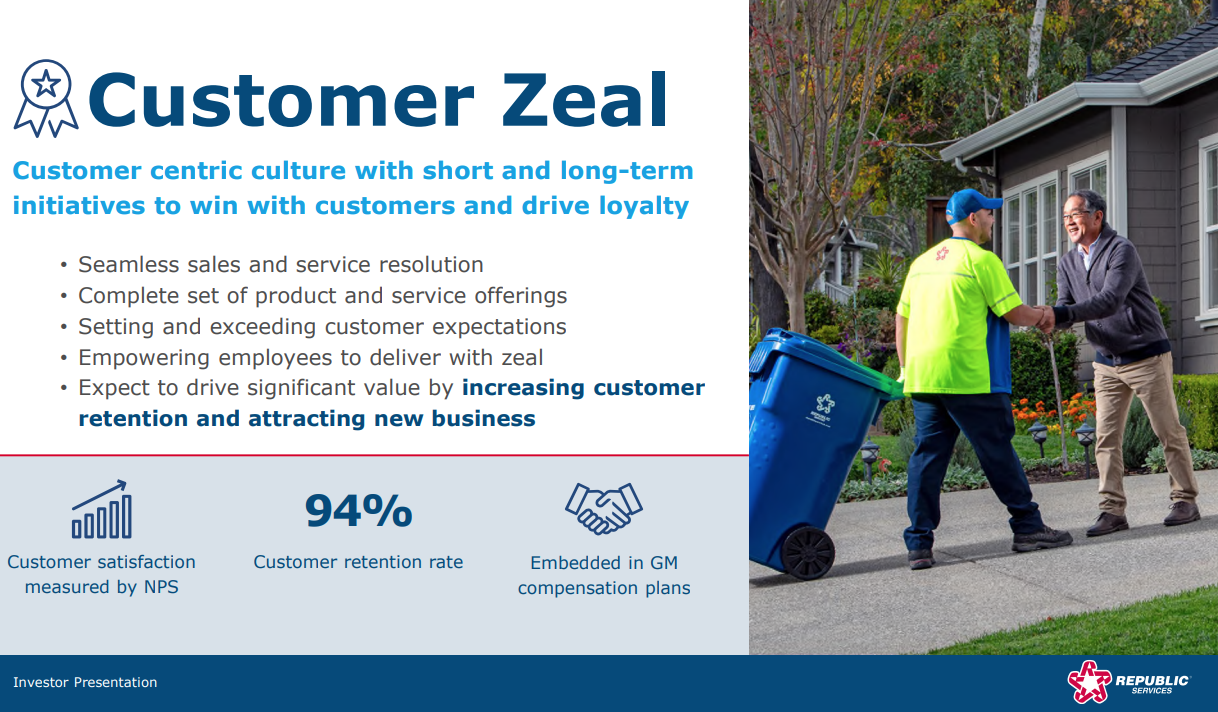 Customer Zeal
Customer centric culture with short and long-term
initiatives to win with customers and drive loyalty
• Seamless sales and service resolution
• Complete set of product and service offerings
• Setting and exceeding customer expectations
• Empowering employees to deliver with zeal
• Expect to drive significant value by increasing customer
retention and attracting new business
Customer satisfaction
measured by NPS
94%
Customer retention rate
Embedded in GM
compensation plans
REPUBLIC
SERVICES
Investor Presentation
REPUBLIC
SERVICES